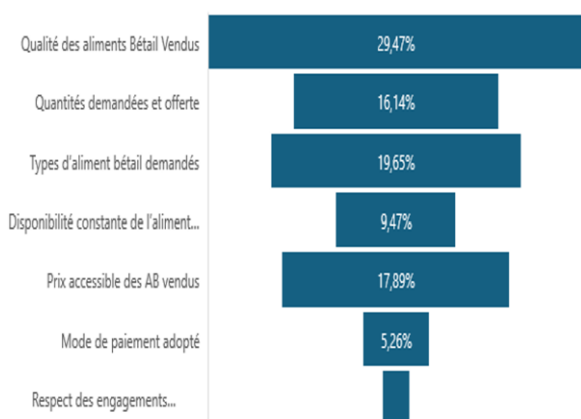 Qualité des aliments Bétail Vendus 29,47%
Quantités demandées et offerte 16,14%
Types d'aliment bétail demandés 19,65%
Disponibilité constante de l'aliment... 9,47%
Prix accessible des AB vendus 17,89%
Mode de paiement adopté 5,26%
Respect des engagements...